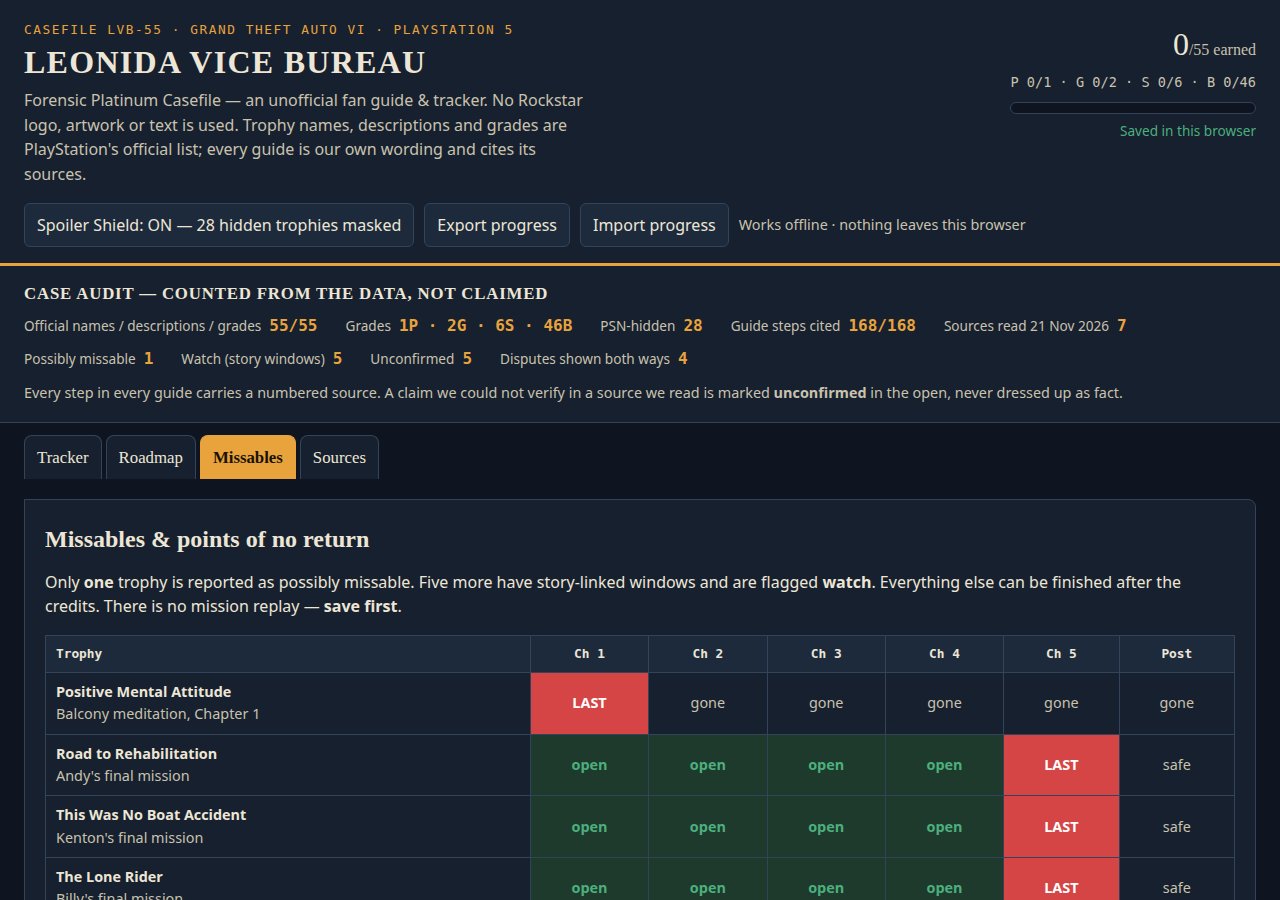 CASEFILE LVB-55 · GRAND THEFT AUTO VI · PLAYSTATION 5
LEONIDA VICE BUREAU
Forensic Platinum Casefile — an unofficial fan guide & tracker. No Rockstar
logo, artwork or text is used. Trophy names, descriptions and grades are
PlayStation's official list; every guide is our own wording and cites its
sources.
0/55 earned
P 0/1 · G 0/2 · S 0/6 · B 0/46
Saved in this browser
Spoiler Shield: ON — 28 hidden trophies masked
Export progress
Import progress
Works offline · nothing leaves this browser
CASE AUDIT — COUNTED FROM THE DATA, NOT CLAIMED
Official names / descriptions / grades 55/55 Grades 1P · 2G · 6S · 46B PSN-hidden 28 Guide steps cited 168/168 Sources read 21 Nov 2026 7
Possibly missable 1 Watch (story windows) 5 Unconfirmed 5 Disputes shown both ways 4
Every step in every guide carries a numbered source. A claim we could not verify in a source we read is marked unconfirmed in the open, never dressed up as fact.
Tracker Roadmap Missables Sources
Missables & points of no return
Only one trophy is reported as possibly missable. Five more have story-linked windows and are flagged watch. Everything else can be finished after the
credits. There is no mission replay — save first.
Trophy Ch 1 Ch 2 Ch 3 Ch 4 Ch 5 Post
Positive Mental Attitude
Balcony meditation, Chapter 1
LAST gone gone gone gone gone
Road to Rehabilitation
Andy's final mission
open open open open LAST safe
This Was No Boat Accident
Kenton's final mission
open open open open LAST safe
The Lone Rider
Billy's final mission
open open open open LAST safe